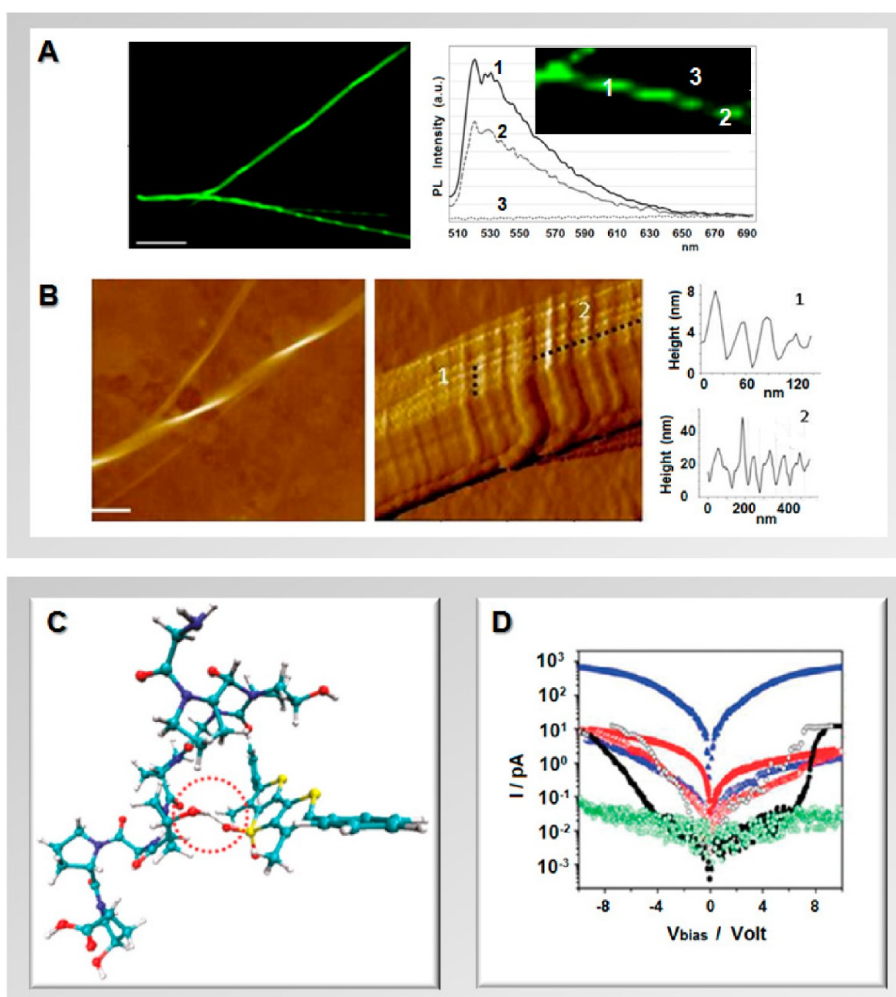 A
PL Intensity (a.u.)
1
2
3
1
3
2
510 530 550 570 590 610 630 650 670 690
nm
B
1
2
Height (nm)
8
4
0
1
0 60 120
nm
Height (nm)
40
20
0
2
0 200 400
nm
C
D
I / pA
10³
10²
10¹
10⁰
10⁻¹
10⁻²
10⁻³
-8 -4 0 4 8
Vbias / Volt